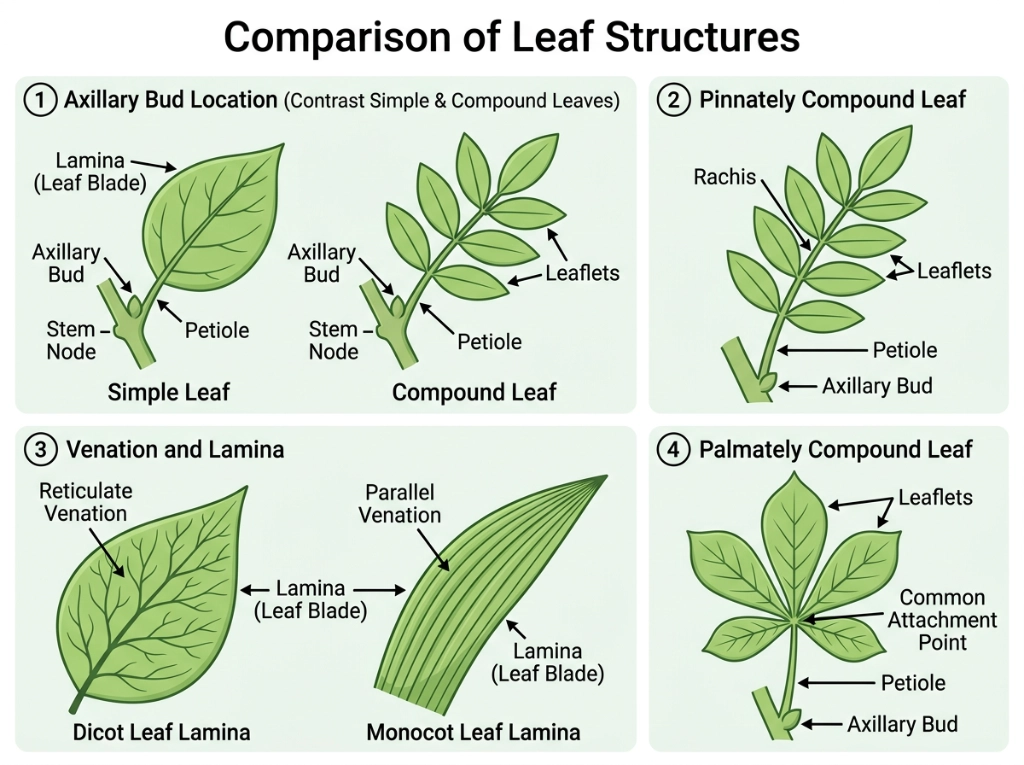 Comparison of Leaf Structures
1 Axillary Bud Location (Contrast Simple & Compound Leaves)
Lamina
(Leaf Blade)
Axillary
Bud
Stem
Node
Petiole
Simple Leaf
Axillary
Bud
Stem
Node
Leaflets
Petiole
Compound Leaf
2 Pinnately Compound Leaf
Rachis
Leaflets
Petiole
Axillary Bud
3 Venation and Lamina
Reticulate
Venation
Lamina
(Leaf Blade)
Dicot Leaf Lamina
Parallel
Venation
Lamina
(Leaf Blade)
Monocot Leaf Lamina
4 Palmately Compound Leaf
Leaflets
Common
Attachment
Point
Petiole
Axillary Bud